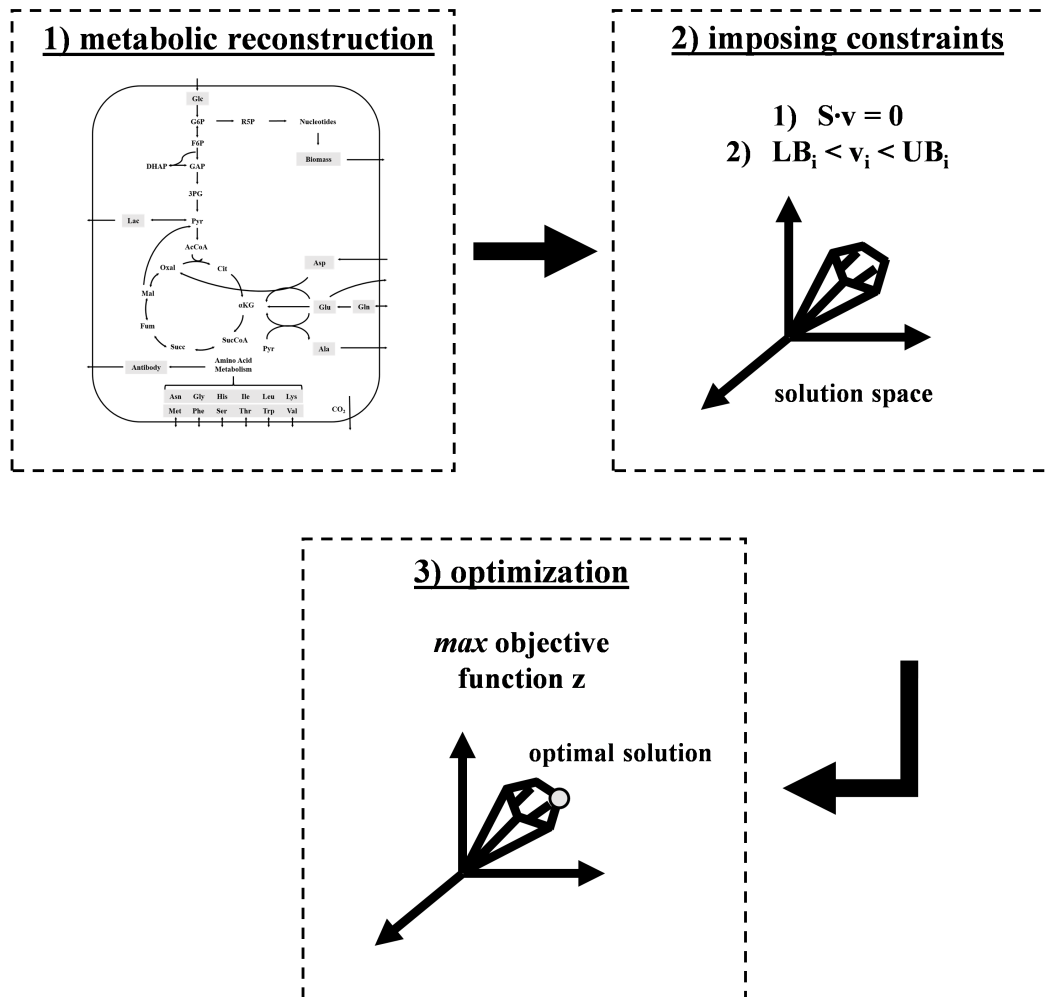 1) metabolic reconstruction
Glc
G6P R5P Nucleotides
F6P
Biomass
DHAP GAP
3PG
Lac Pyr
AcCoA
Oxal Cit Asp
Mal
αKG Glu Gln
Fum
SucCoA
Succ Pyr Ala
Antibody Amino Acid
Metabolism
Asn Gly His Ile Leu Lys
Met Phe Ser Thr Trp Val
CO₂
2) imposing constraints
1) S·v = 0
2) LBᵢ < vᵢ < UBᵢ
solution space
3) optimization
max objective
function z
optimal solution